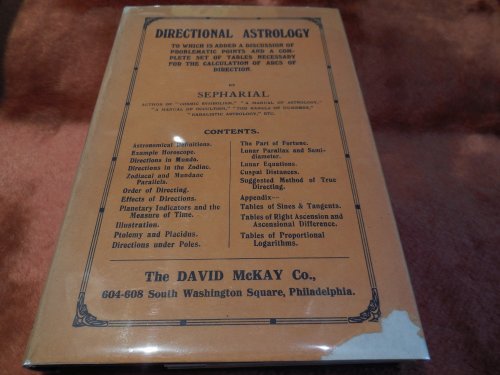 DIRECTIONAL ASTROLOGY
TO WHICH IS ADDED A DISCUSSION OF
PROBLEMATIC POINTS AND A COM-
PLETE SET OF TABLES NECESSARY
FOR THE CALCULATION OF ARCS OF
DIRECTION
BY
SEPHARIAL
AUTHOR OF "COSMIC SYMBOLISM," "A MANUAL OF ASTROLOGY,"
"A MANUAL OF OCCULTISM," "THE KABALA OF NUMBERS,"
"KABALISTIC ASTROLOGY," ETC.
CONTENTS.
Astronomical Definitions.
Example Horoscope.
Directions in Mundo.
Directions in the Zodiac.
Zodiacal and Mundane
Parallels.
Order of Directing.
Effects of Directions.
Planetary Indicators and the
Measure of Time.
Illustration.
Ptolemy and Placidus.
Directions under Poles.
The Part of Fortune.
Lunar Parallax and Semi-
diameter.
Lunar Equations.
Cuspal Distances.
Suggested Method of True
Directing.
Appendix—
Tables of Sines & Tangents.
Tables of Right Ascension and
Ascensional Difference.
Tables of Proportional
Logarithms.
The DAVID McKAY Co.,
604-608 South Washington Square, Philadelphia.